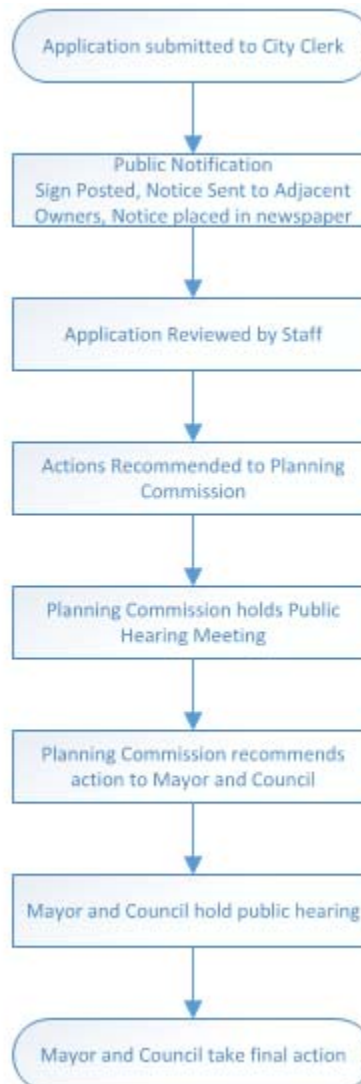 Application submitted to City Clerk
Public Notification
Sign Posted, Notice Sent to Adjacent
Owners, Notice placed in newspaper
Application Reviewed by Staff
Actions Recommended to Planning
Commission
Planning Commission holds Public
Hearing Meeting
Planning Commission recommends
action to Mayor and Council
Mayor and Council hold public hearing
Mayor and Council take final action